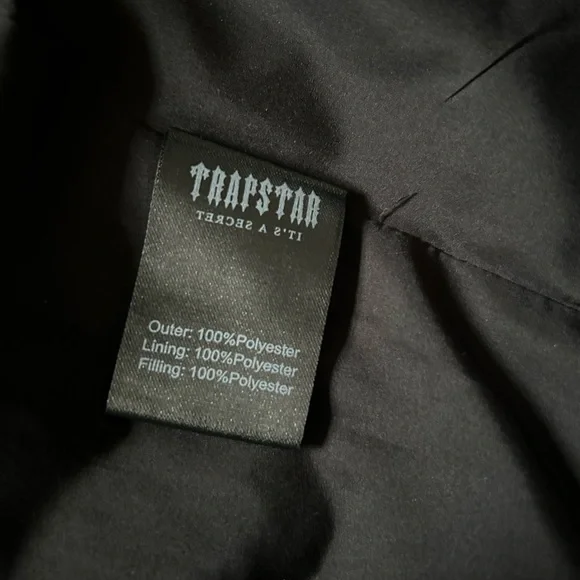 TRAPSTAR
IT'S A SECRET
Outer: 100%Polyester
Lining: 100%Polyester
Filling: 100%Polyester